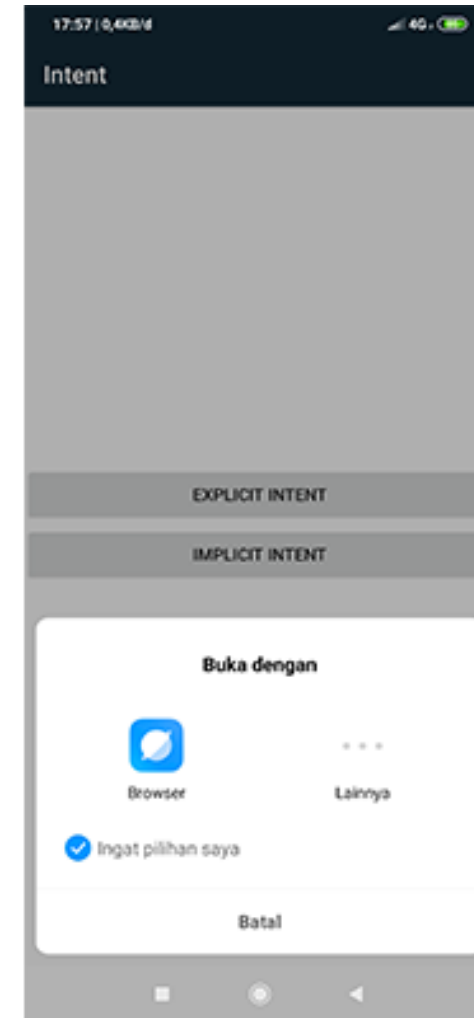 17:57 | 0,4KB/d 4G
Intent
EXPLICIT INTENT
IMPLICIT INTENT
Buka dengan
Browser Lainnya
Ingat pilihan saya
Batal